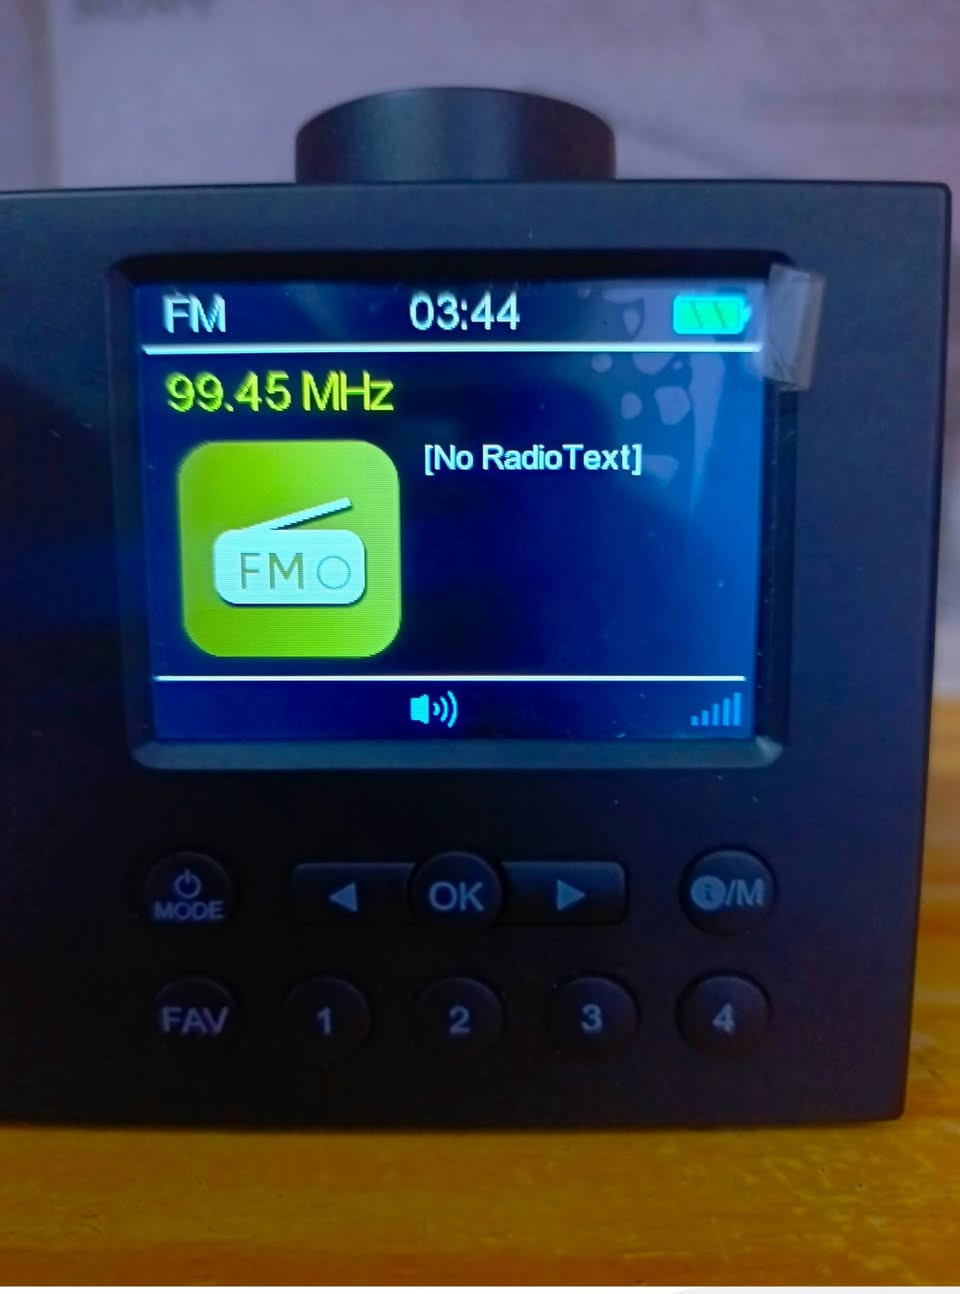 FM 03:44
99.45 MHz
[No RadioText]
FM
MODE
OK
i/M
FAV
1
2
3
4